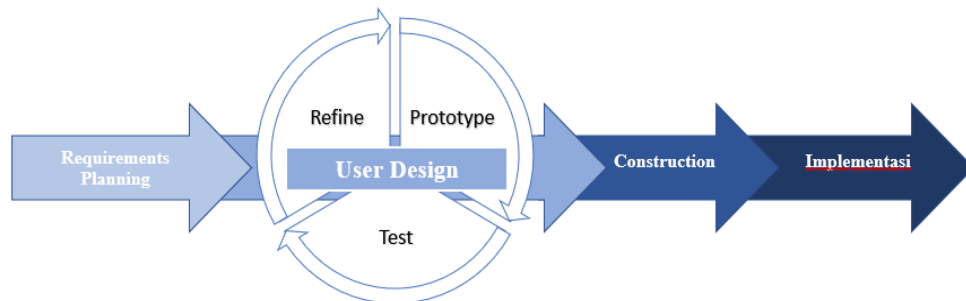 Requirements
Planning
Refine
Prototype
User Design
Test
Construction
Implementasi